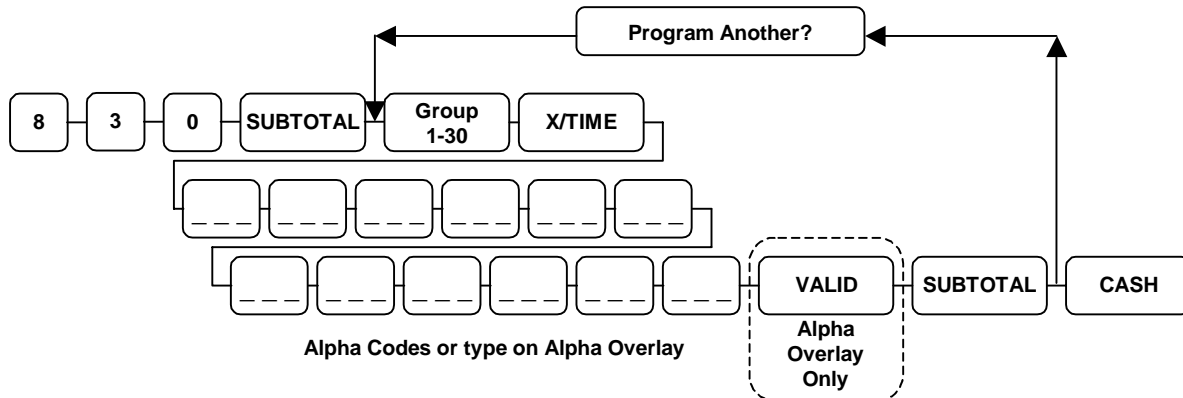 Program Another?
8 3 0 SUBTOTAL Group 1-30 X/TIME
_ _ _ _ _ _ _ _ _ _ _ _ _ _ _ _ _ _
_ _ _ _ _ _ _ _ _ _ _ _ _ _ _ _ _ _ VALID SUBTOTAL CASH
Alpha Codes or type on Alpha Overlay
Alpha
Overlay
Only